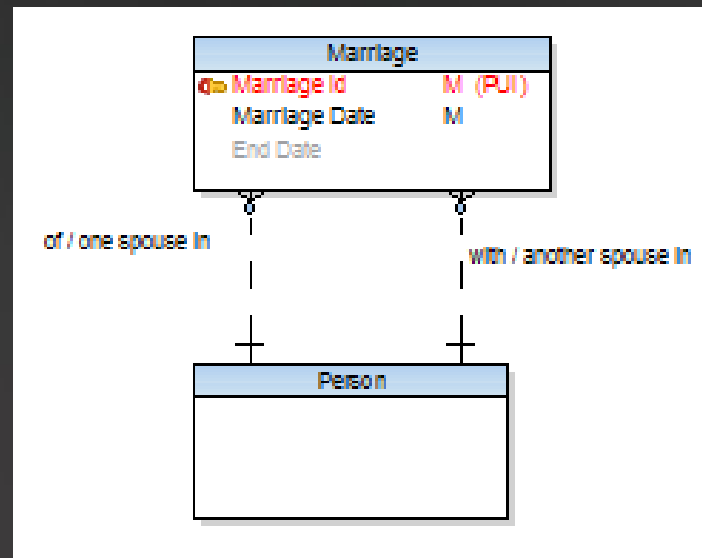 Marriage
Marriage Id M (PUI)
Marriage Date M
End Date
of / one spouse in
with / another spouse in
Person